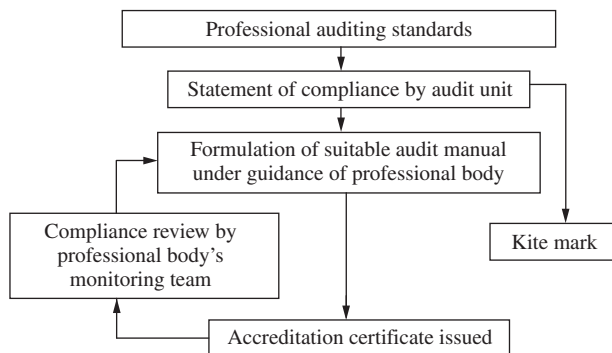 Professional auditing standards
Statement of compliance by audit unit
Formulation of suitable audit manual
under guidance of professional body
Compliance review by
professional body's
monitoring team
Kite mark
Accreditation certificate issued